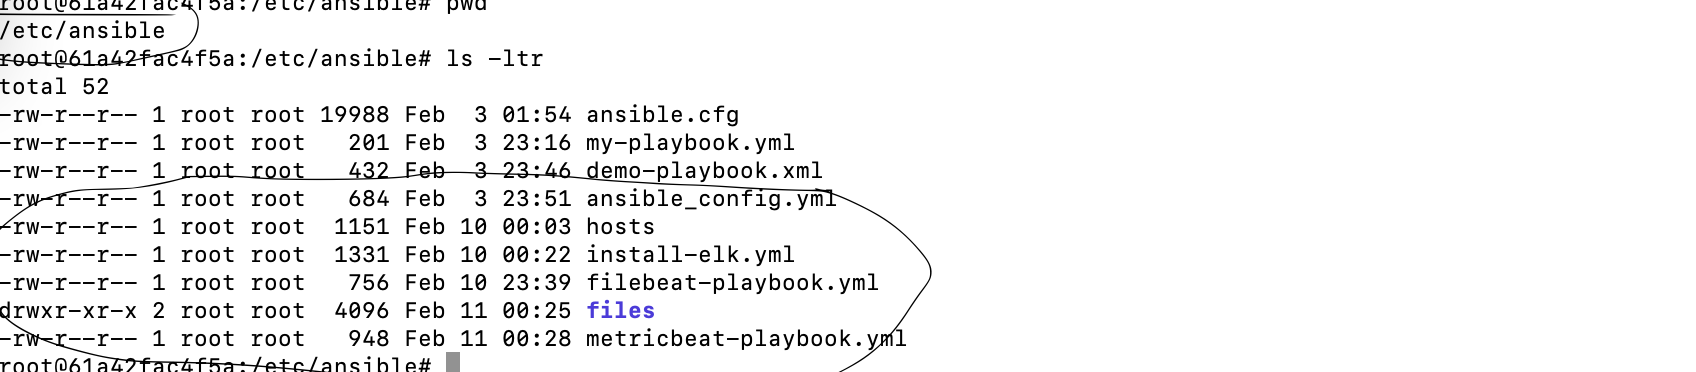 root@61a42fac4f5a:/etc/ansible# pwd
/etc/ansible
root@61a42fac4f5a:/etc/ansible# ls -ltr
total 52
-rw-r--r-- 1 root root 19988 Feb  3 01:54 ansible.cfg
-rw-r--r-- 1 root root   201 Feb  3 23:16 my-playbook.yml
-rw-r--r-- 1 root root   432 Feb  3 23:46 demo-playbook.xml
-rw-r--r-- 1 root root   684 Feb  3 23:51 ansible_config.yml
-rw-r--r-- 1 root root  1151 Feb 10 00:03 hosts
-rw-r--r-- 1 root root  1331 Feb 10 00:22 install-elk.yml
-rw-r--r-- 1 root root   756 Feb 10 23:39 filebeat-playbook.yml
drwxr-xr-x 2 root root  4096 Feb 11 00:25 files
-rw-r--r-- 1 root root   948 Feb 11 00:28 metricbeat-playbook.yml
root@61a42fac4f5a:/etc/ansible#